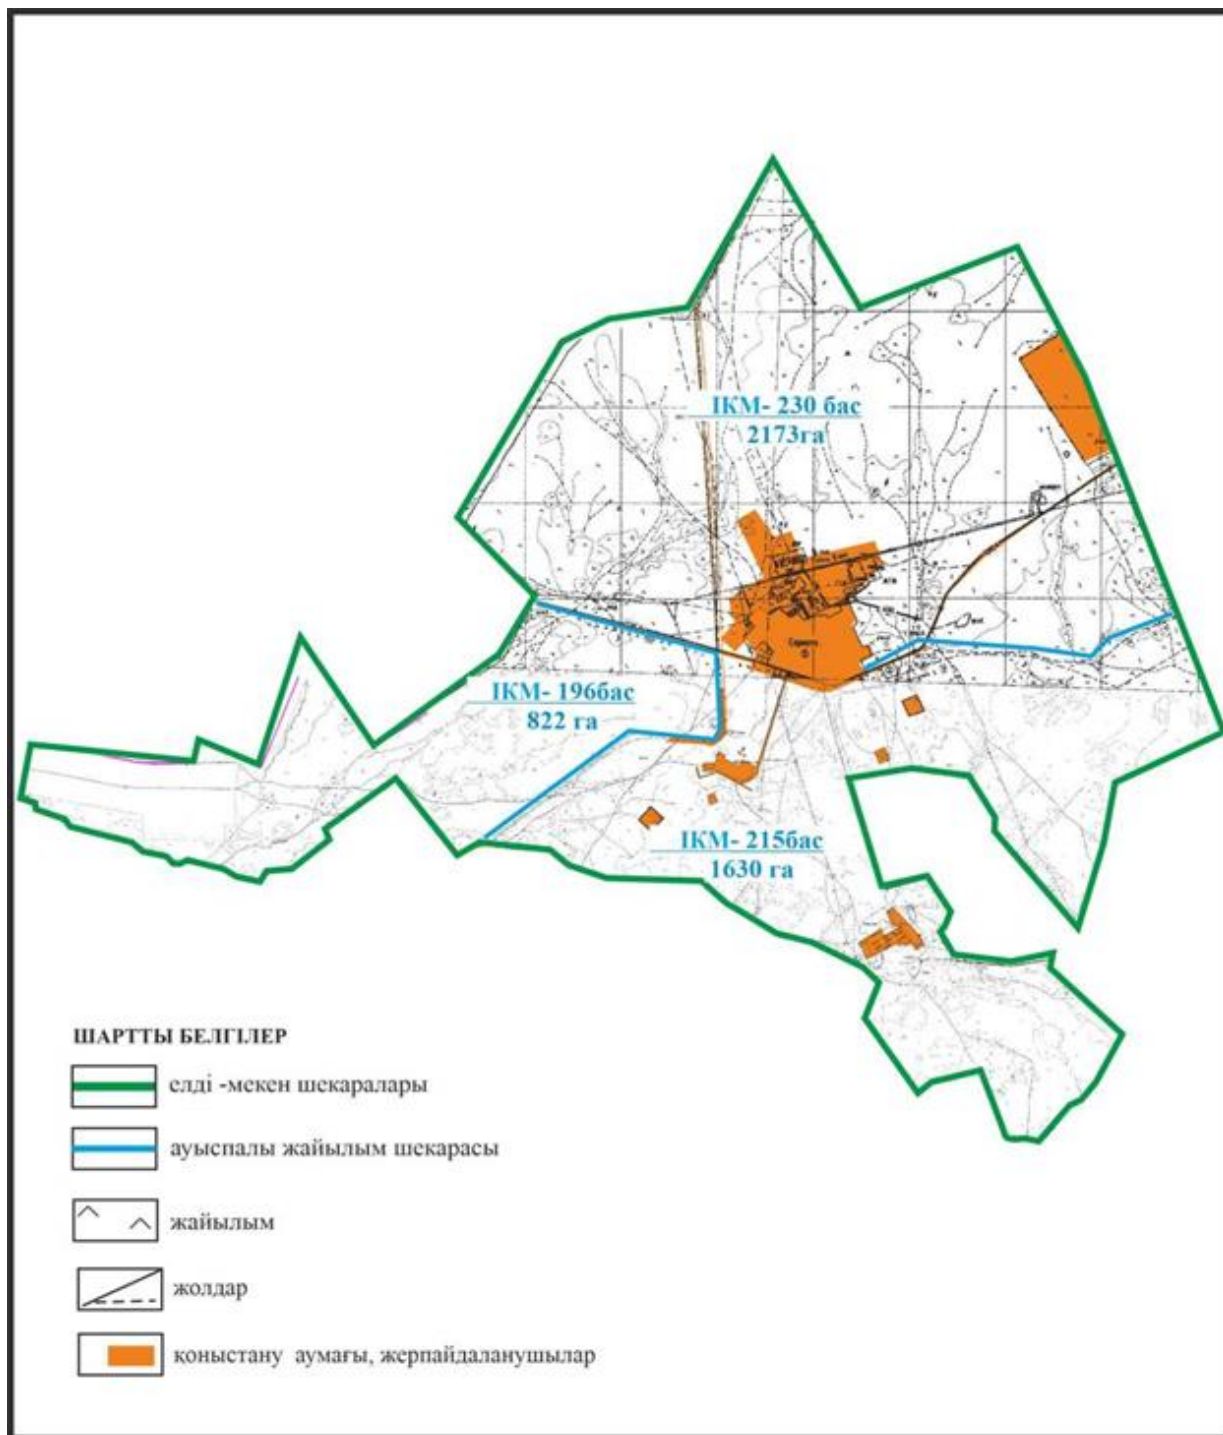 ІКМ- 230 бас
2173га
ІКМ- 196бас
822 га
ІКМ- 215бас
1630 га
ШАРТТЫ БЕЛГІЛЕР
елді -мекен шекаралары
ауыспалы жайылым шекарасы
жайылым
жолдар
қоныстану аумағы, жерпайдаланушылар